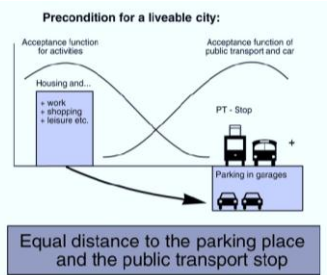 Precondition for a liveable city:
Acceptance function
for activities
Acceptance function of
public transport and car
Housing and...
+ work
+ shopping
+ leisure etc.
PT - Stop
+
Parking in garages
Equal distance to the parking place
and the public transport stop